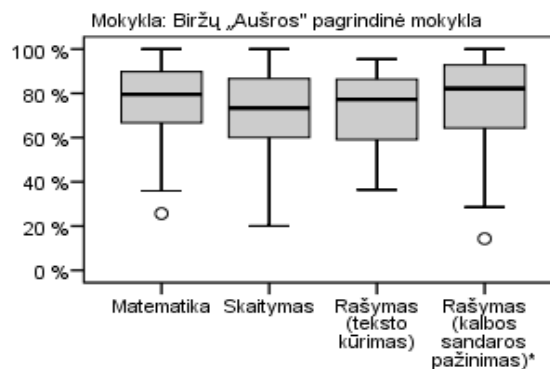 Mokykla: Biržų „Aušros" pagrindinė mokykla
100 %
80 %
60 %
40 %
20 %
0 %
Matematika
Skaitymas
Rašymas
(teksto
kūrimas)
Rašymas
(kalbos
sandaros
pažinimas)*